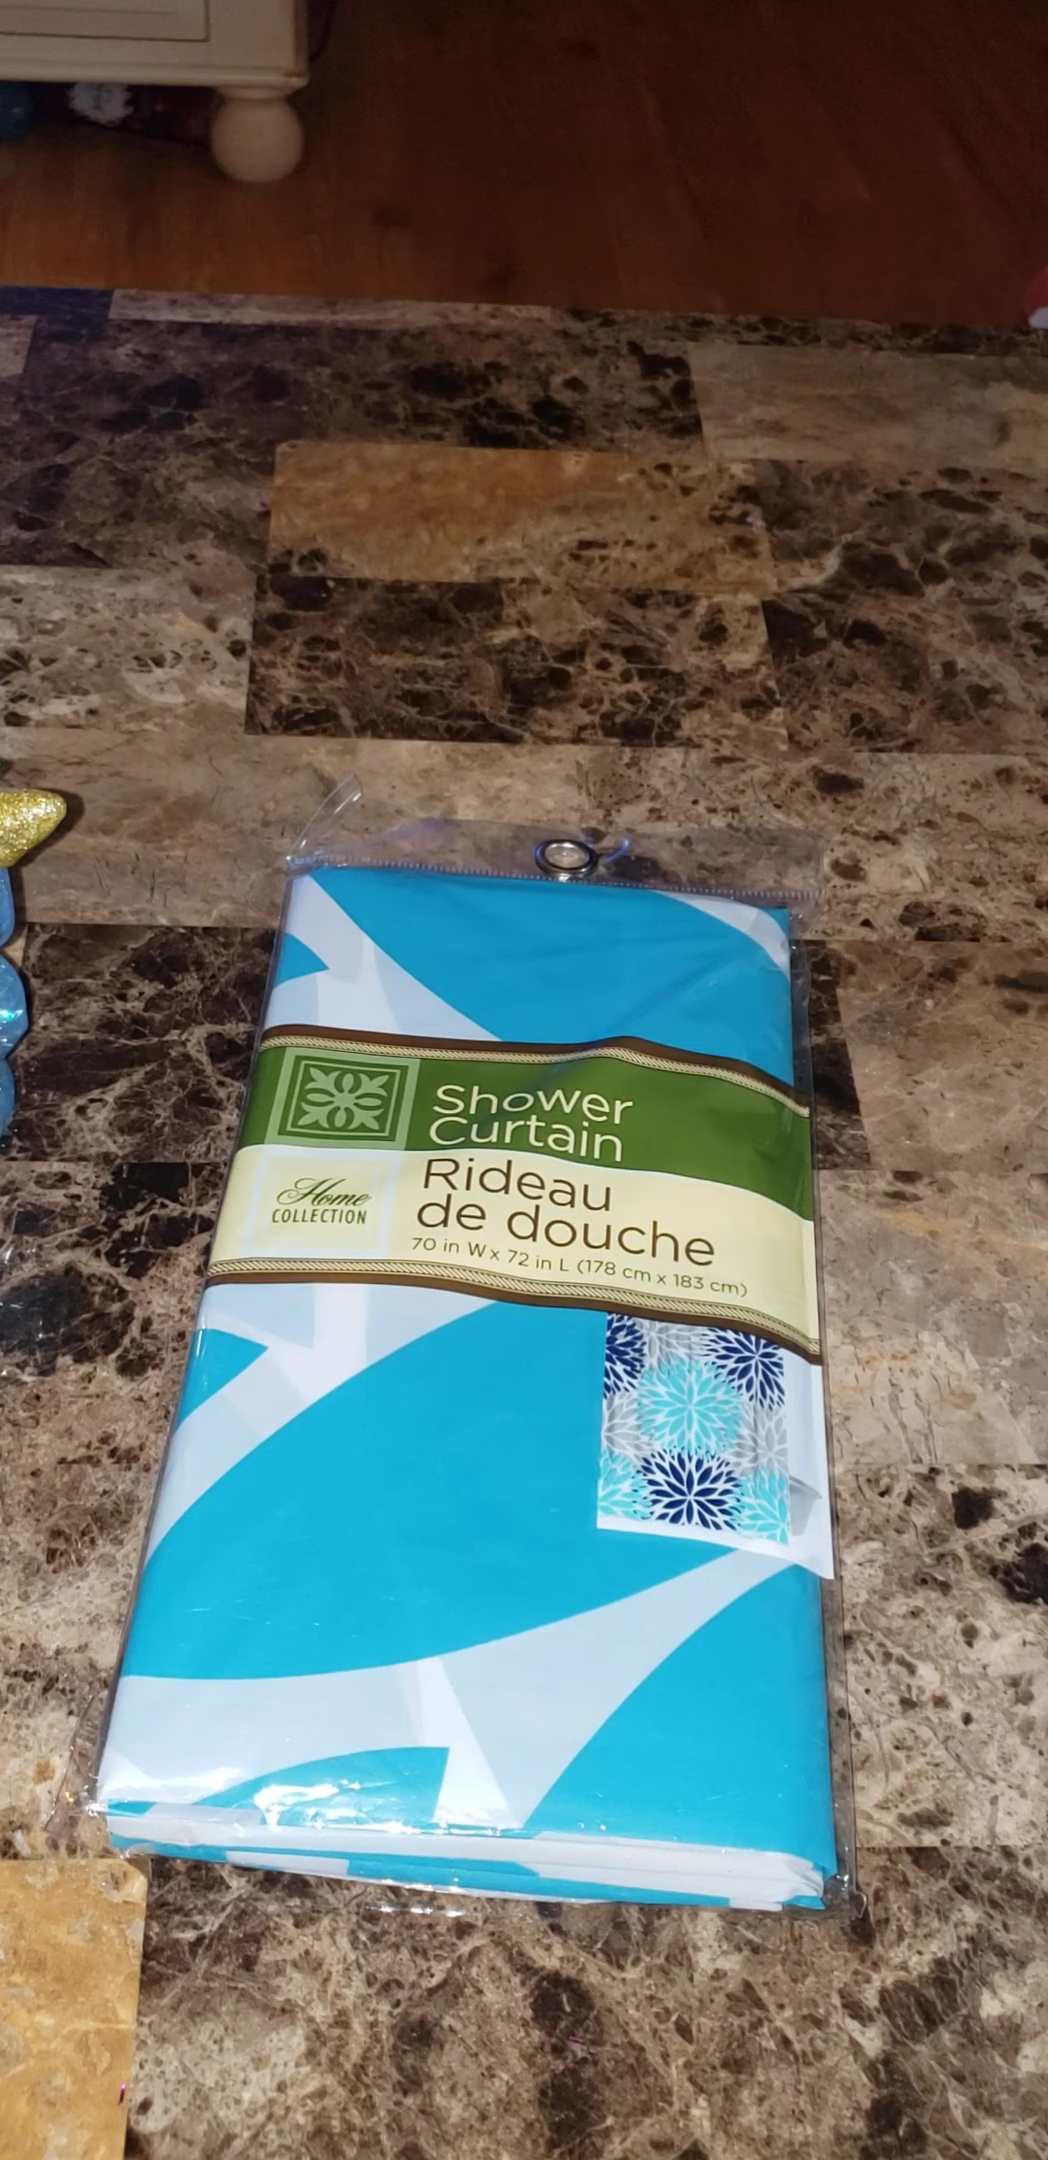 Shower
Curtain
Home
COLLECTION
Rideau
de douche
70 in W x 72 in L (178 cm x 183 cm)